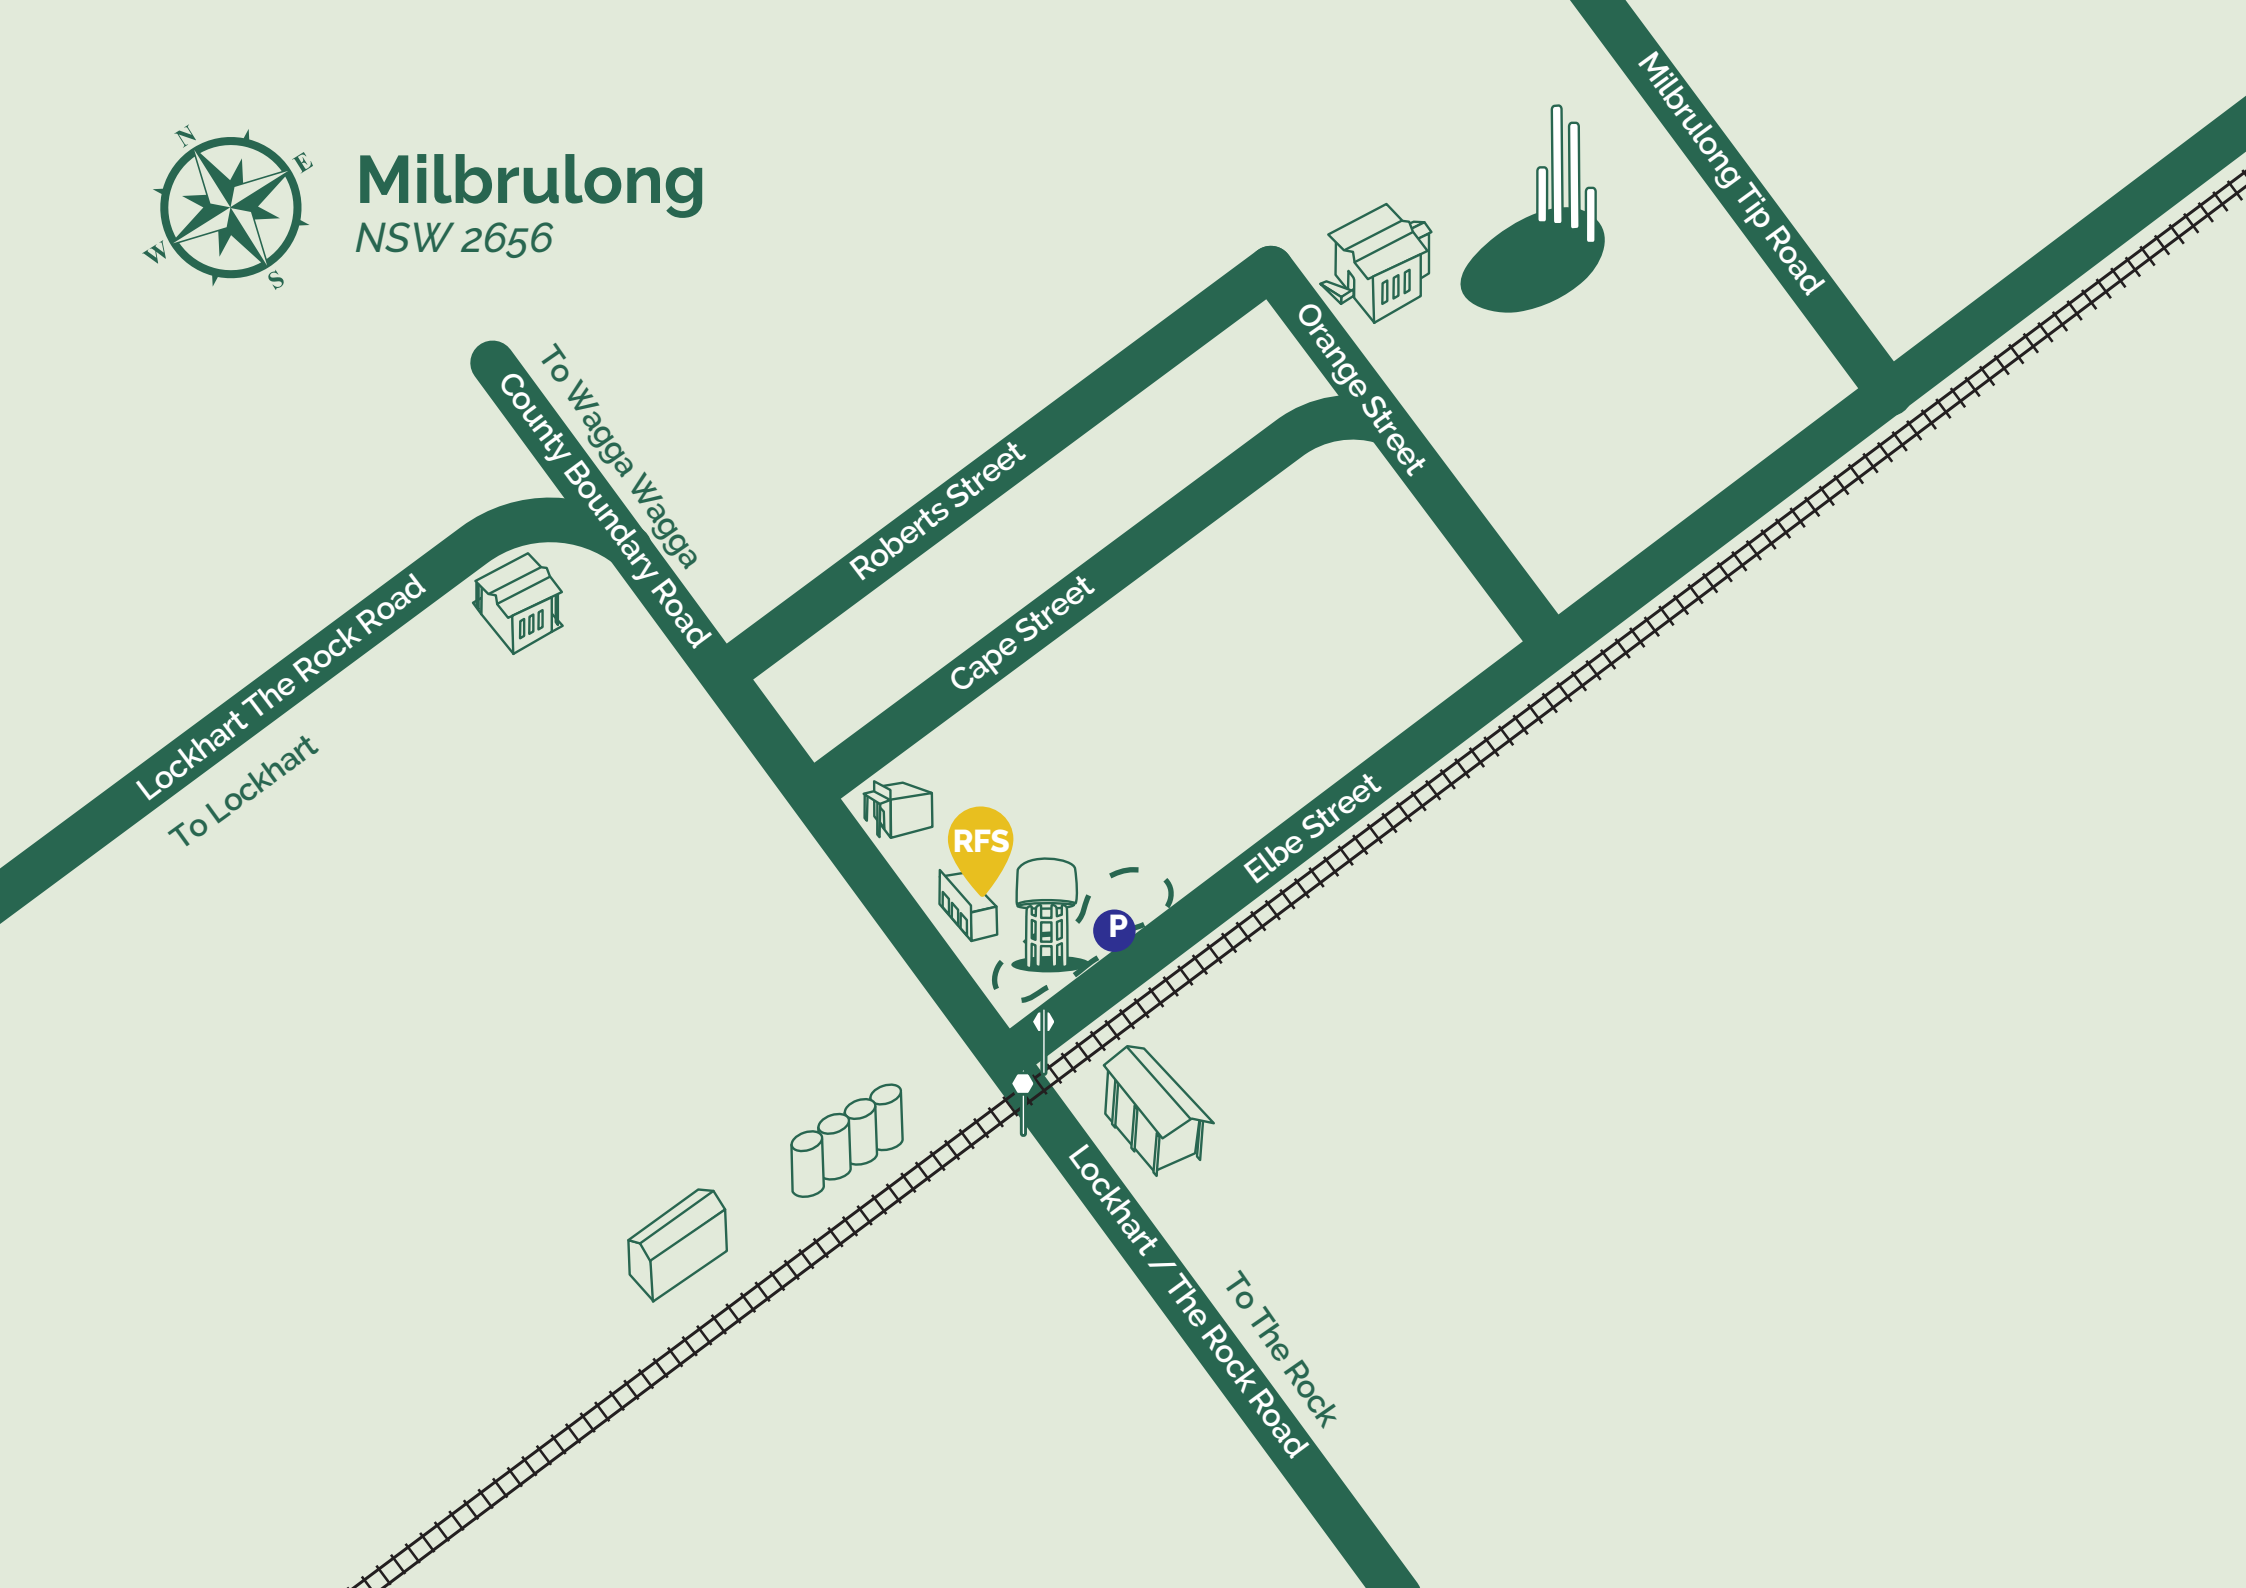 N
E
W
S
Milbrulong
NSW 2656
Milbrulong Tip Road
Orange Street
To Wagga Wagga
County Boundary Road
Roberts Street
Cape Street
Lockhart The Rock Road
To Lockhart
RFS
P
Elbe Street
Lockhart / The Rock Road
To The Rock